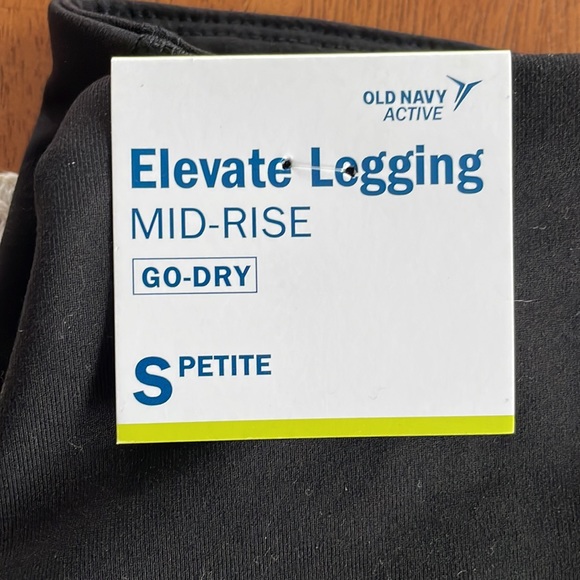 OLD NAVY
ACTIVE
Elevate Legging
MID-RISE
GO-DRY
S PETITE